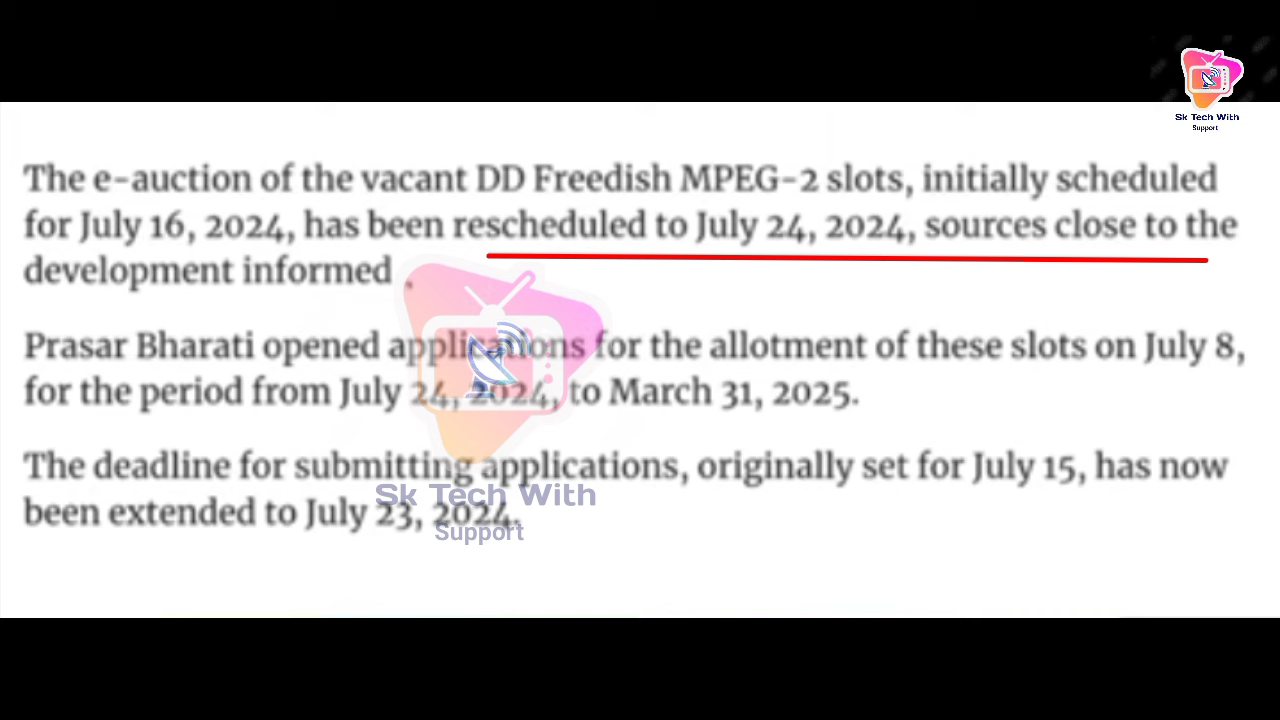 Sk Tech With
Support
The e-auction of the vacant DD Freedish MPEG-2 slots, initially scheduled
for July 16, 2024, has been rescheduled to July 24, 2024, sources close to the
development informed .
Prasar Bharati opened applications for the allotment of these slots on July 8,
for the period from July 24, 2024, to March 31, 2025.
The deadline for submitting applications, originally set for July 15, has now
been extended to July 23, 2024.
Sk Tech With
Support